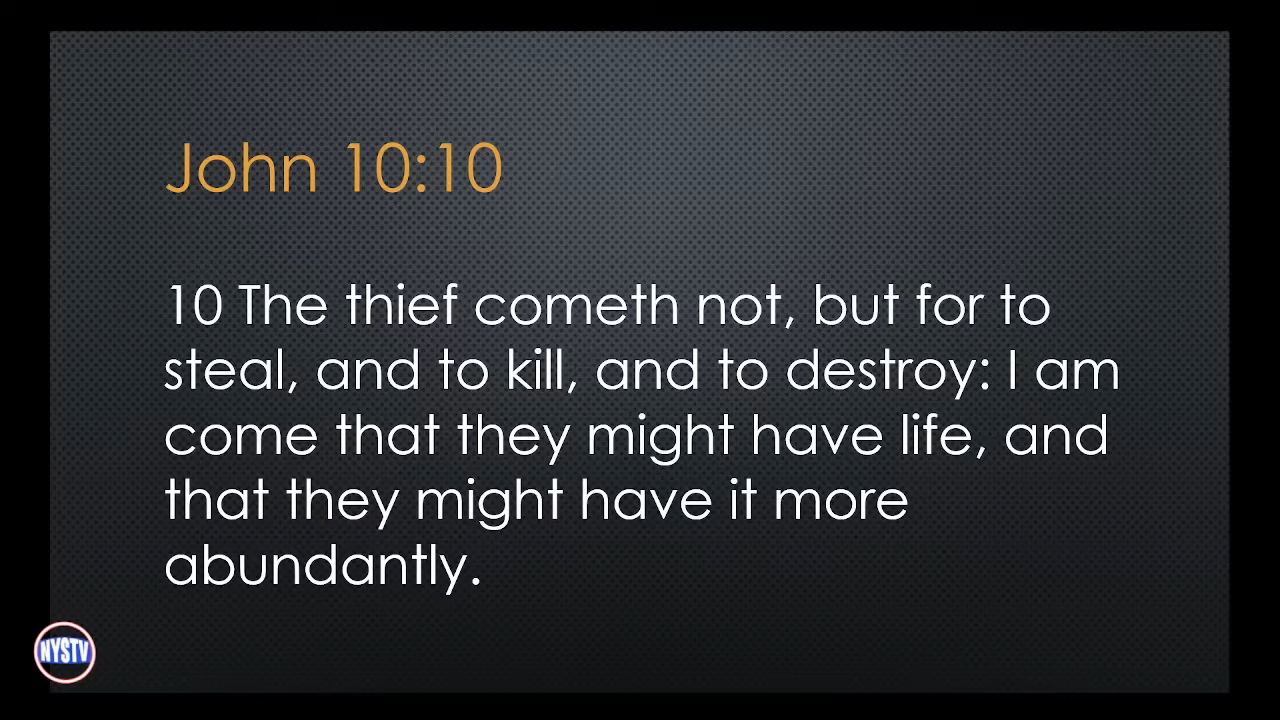 John 10:10
10 The thief cometh not, but for to
steal, and to kill, and to destroy: I am
come that they might have life, and
that they might have it more
abundantly.
NYSTV